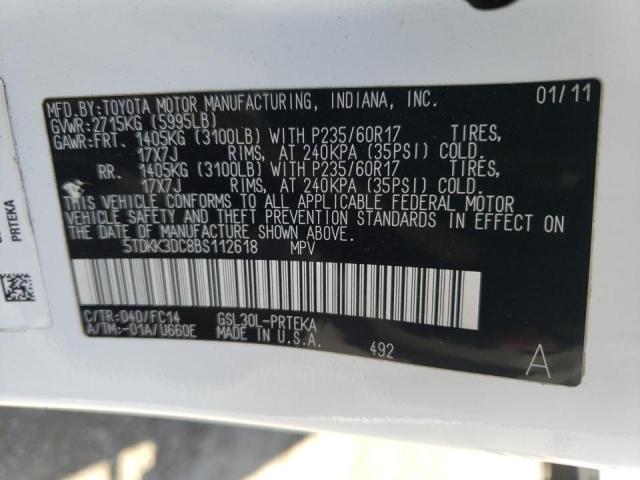 MFD.BY:TOYOTA MOTOR MANUFACTURING, INDIANA, INC. 01/11
GVWR:2715KG (5995LB)
GAWR:FRT. 1405KG (3100LB) WITH P235/60R17 TIRES,
17X7J RIMS, AT 240KPA (35PSI) COLD.
RR. 1405KG (3100LB) WITH P235/60R17 TIRES,
17X7J RIMS, AT 240KPA (35PSI) COLD.
THIS VEHICLE CONFORMS TO ALL APPLICABLE FEDERAL MOTOR
VEHICLE SAFETY AND THEFT PREVENTION STANDARDS IN EFFECT ON
THE DATE OF MANUFACTURE SHOWN ABOVE.
5TDKK3DC8BS112618 MPV
C/TR:040/FC14 GSL30L-PRTEKA
A/TM:-01A/U660E MADE IN U.S.A.
492 A
PRTEKA